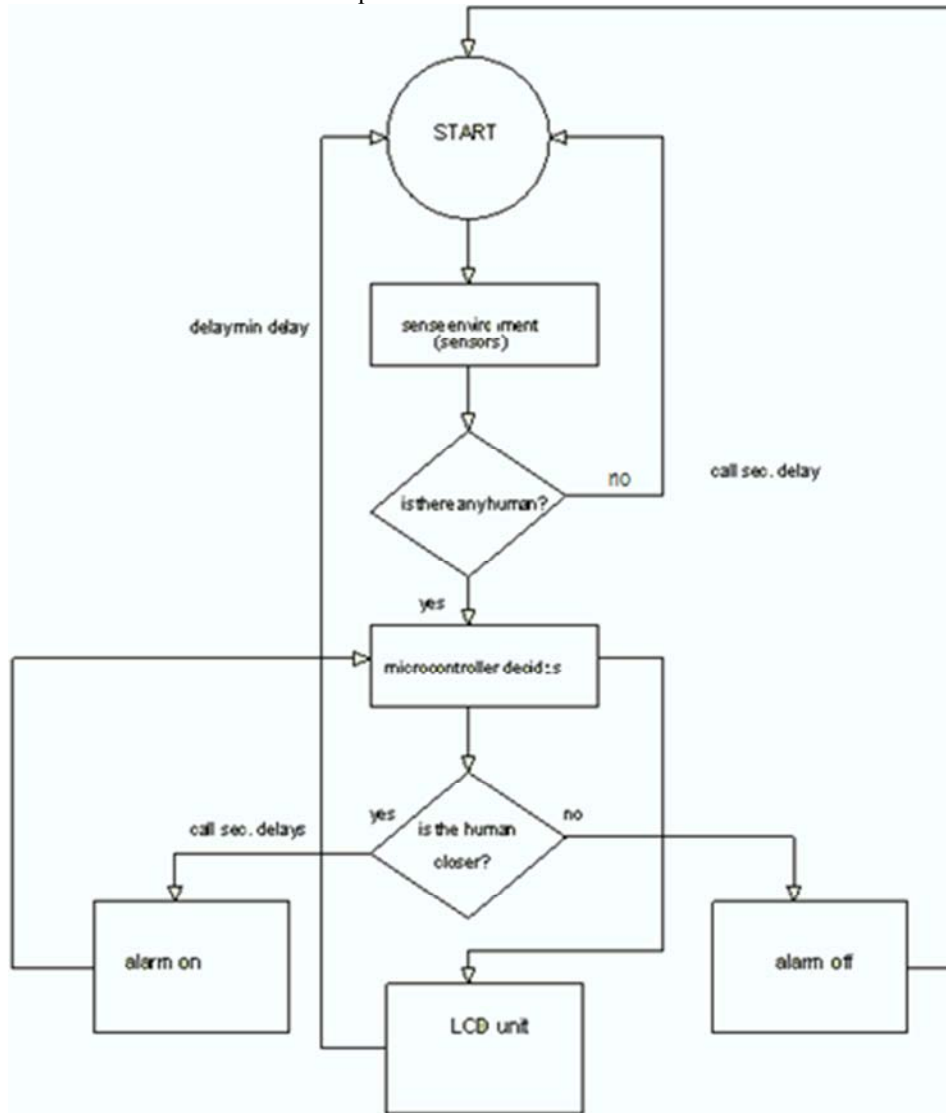 START
sense enviroment
(sensors)
delaymin delay
is there any human?
no
call sec. delay
yes
microcontroller decides
yes
no
call sec. delays
is the human
closer?
alarm on
alarm off
LCD unit